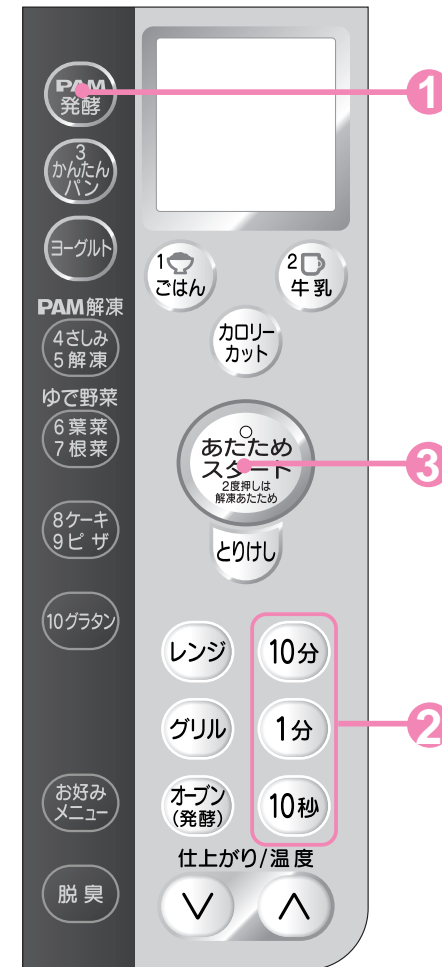 PAM
発酵
1
3
かんたん
パン
ヨーグルト
1
ごはん
2
牛乳
PAM解凍
4さしみ
5解凍
カロリー
カット
ゆで野菜
6葉菜
7根菜
あたため
スタート
2度押しは
解凍あたため
3
8ケーキ
9ピザ
とりけし
10グラタン
レンジ
10分
グリル
1分
2
お好み
メニュー
オーブン
(発酵)
10秒
仕上がり/温度
脱臭